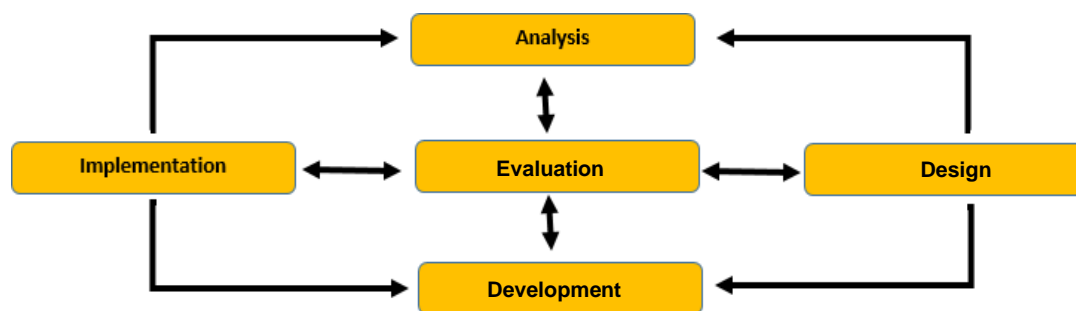 Analysis
Implementation
Evaluation
Design
Development